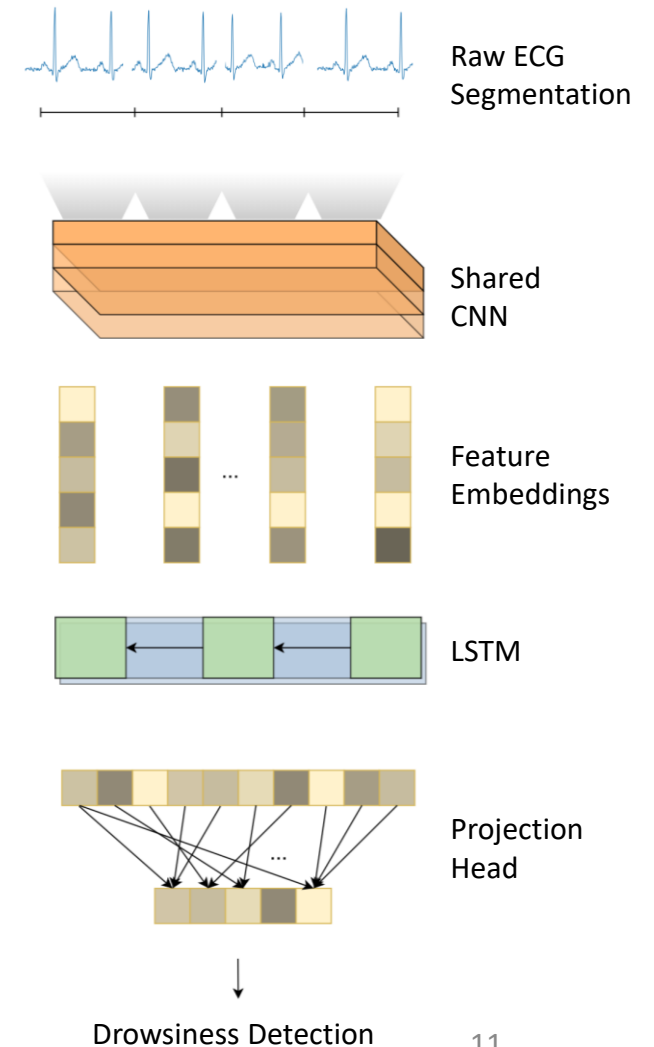 Raw ECG
Segmentation
Shared
CNN
Feature
Embeddings
...
LSTM
Projection
Head
...
Drowsiness Detection
11